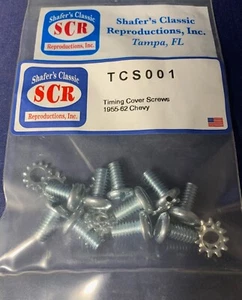 Shafer's Classic
SCR
Reproductions, Inc.
Shafer's Classic
Reproductions, Inc.
Tampa, FL
Shafer's Classic
SCR
Reproductions, Inc.
TCS001
Timing Cover Screws
1955-62 Chevy